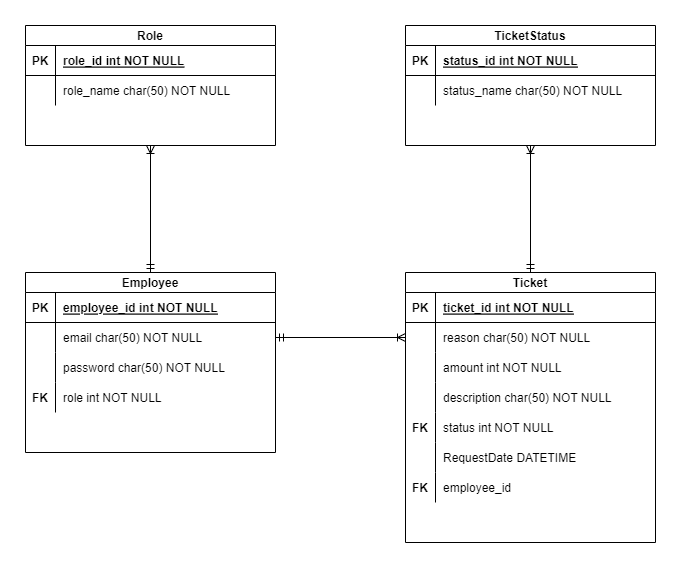 Role
PK role_id int NOT NULL
role_name char(50) NOT NULL
TicketStatus
PK status_id int NOT NULL
status_name char(50) NOT NULL
Employee
PK employee_id int NOT NULL
email char(50) NOT NULL
password char(50) NOT NULL
FK role int NOT NULL
Ticket
PK ticket_id int NOT NULL
reason char(50) NOT NULL
amount int NOT NULL
description char(50) NOT NULL
FK status int NOT NULL
RequestDate DATETIME
FK employee_id